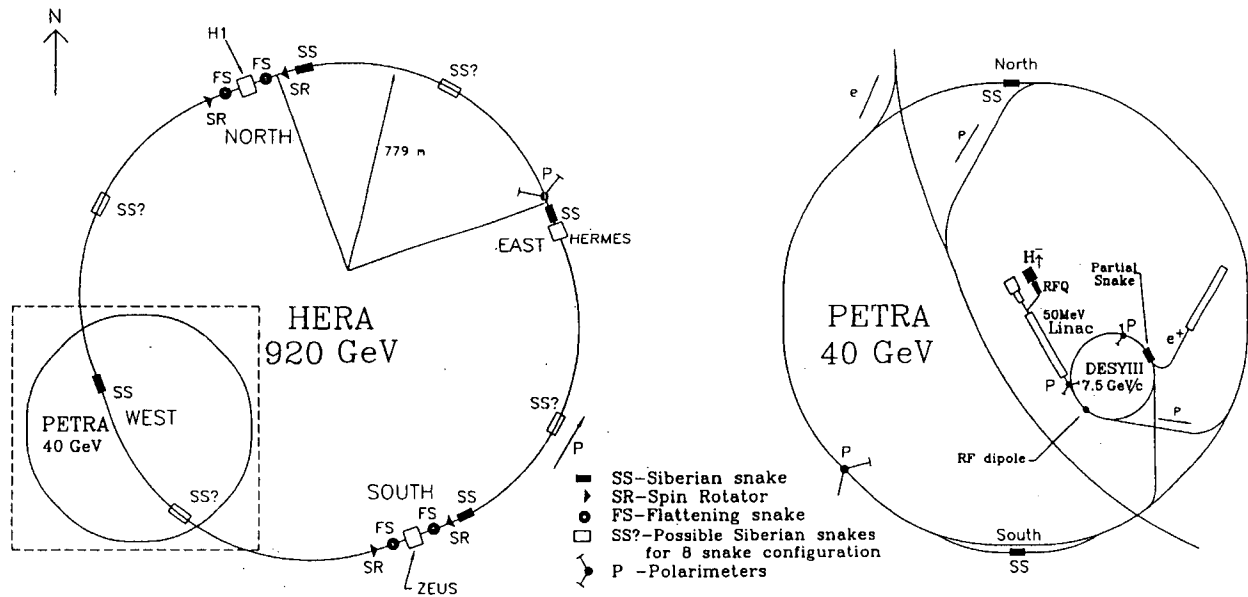 N
H1
FS
FS
SS
SR
SR
NORTH
SS?
779 m
SS?
P
SS
EAST
HERMES
HERA
920 GeV
SS
WEST
PETRA
40 GeV
SS?
SS?
P
SOUTH
SS
FS
FS
SR
SR
ZEUS
SS-Siberian snake
SR-Spin Rotator
FS-Flattening snake
SS?-Possible Siberian snakes
for 8 snake configuration
P -Polarimeters
North
SS
e
P
H↑-
RFQ
Partial
Snake
50MeV
Linac
P
e+
PETRA
40 GeV
DESYIII
7.5 GeV/c
P
P
RF dipole
P
South
SS